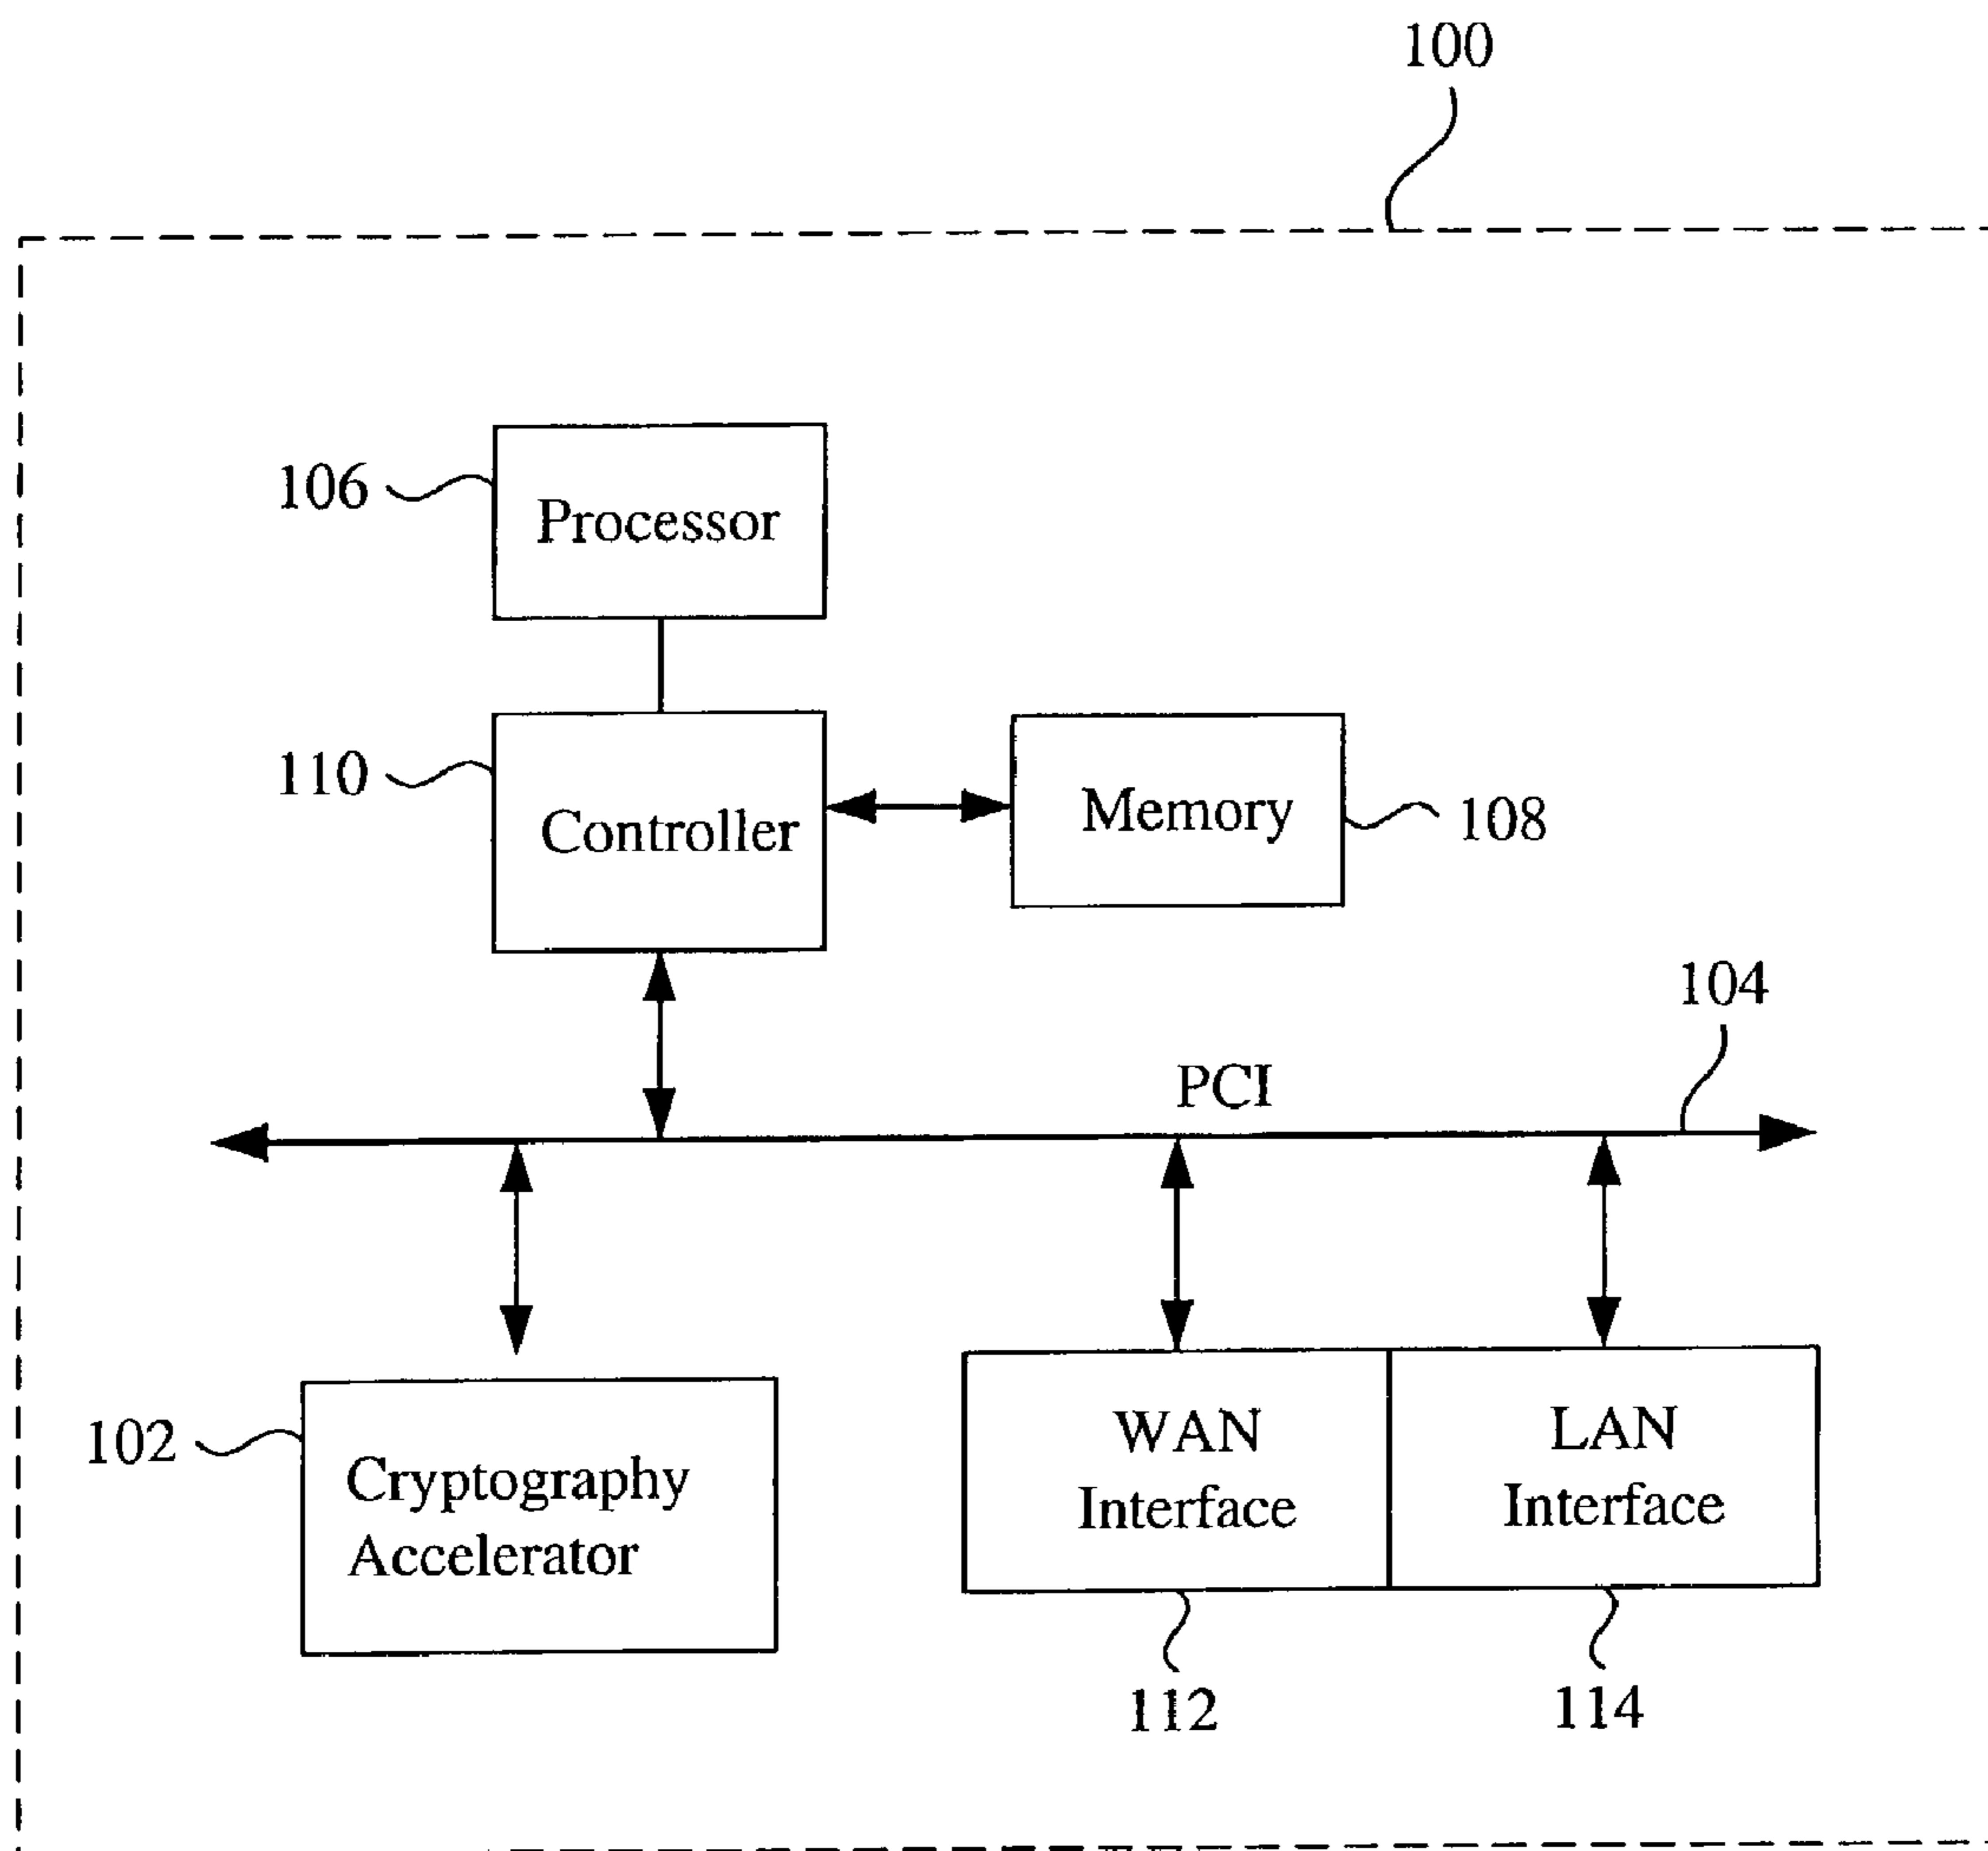 100
106
Processor
110
Controller
Memory
108
104
PCI
102
Cryptography
Accelerator
WAN
Interface
LAN
Interface
112
114